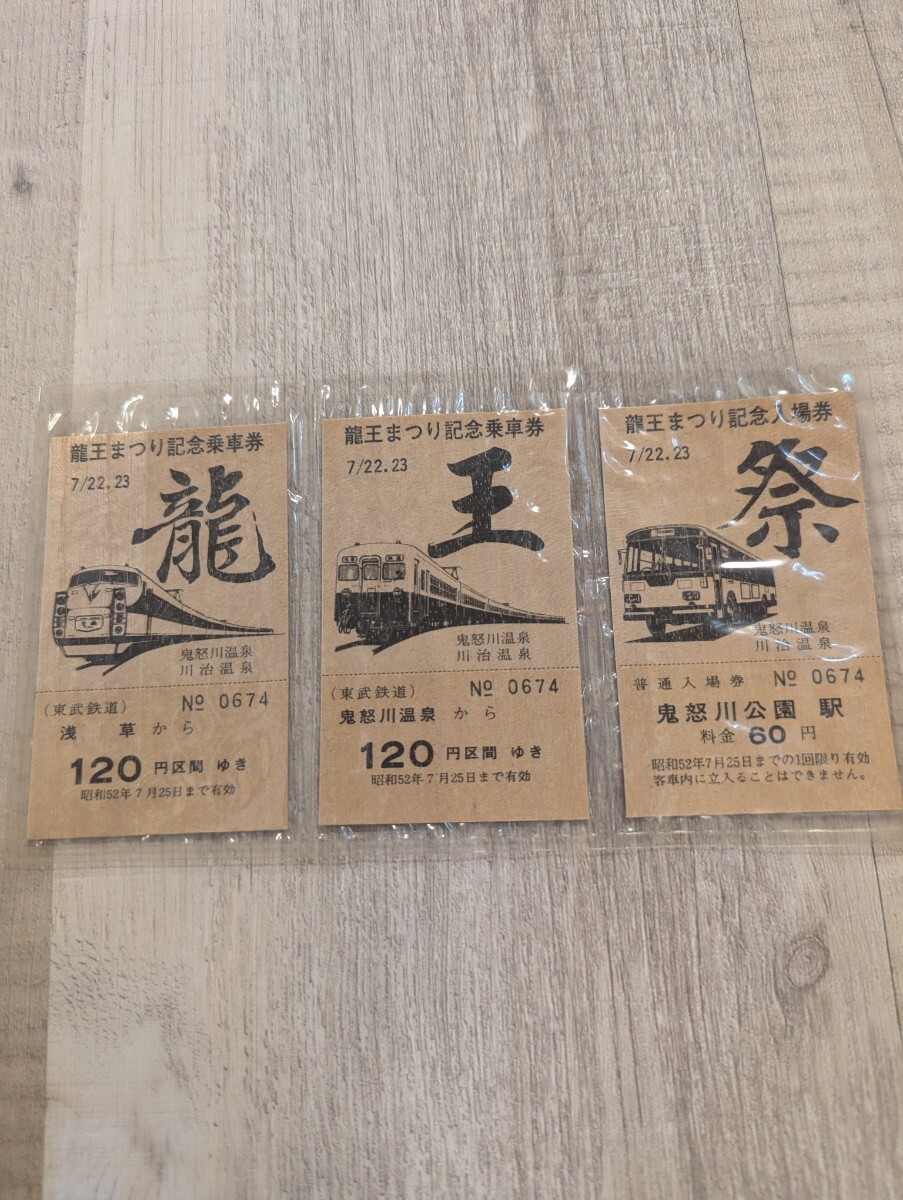 龍王まつり記念乗車券
7/22.23
龍
鬼怒川温泉
川治温泉
(東武鉄道) № 0674
浅草から
120円区間 ゆき
昭和52年7月25日まで有効
龍王まつり記念乗車券
7/22.23
王
鬼怒川温泉
川治温泉
(東武鉄道) № 0674
鬼怒川温泉から
120円区間 ゆき
昭和52年7月25日まで有効
龍王まつり記念入場券
7/22.23
祭
鬼怒川温泉
川治温泉
普通入場券 № 0674
鬼怒川公園 駅
料金 60 円
昭和52年7月25日までの1回限り有効
客車内に立入ることはできません。